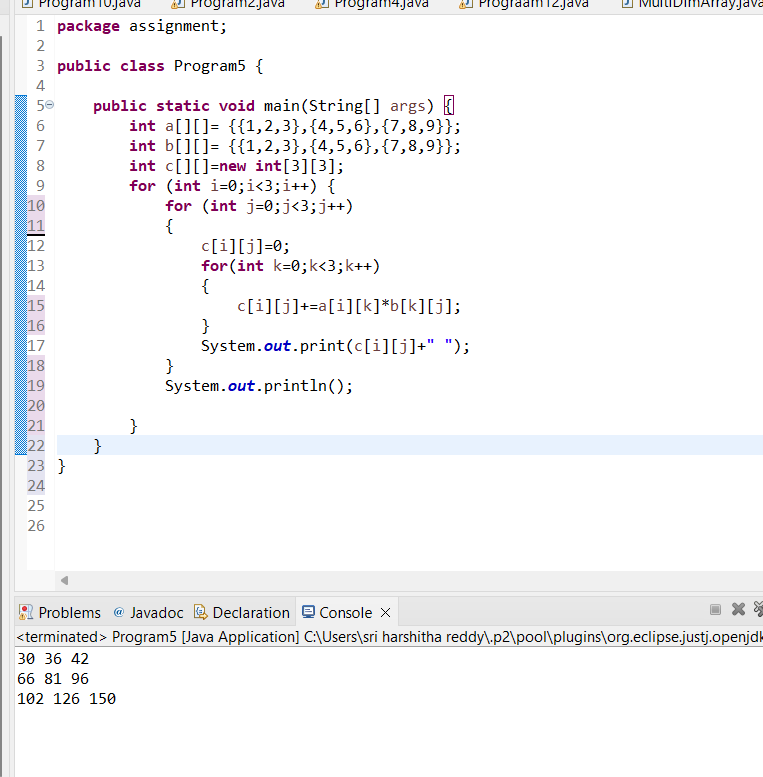 Program10.java Program2.java Program4.java Prograam12.java MultiDimArray.java
1 package assignment;
2
3 public class Program5 {
4
5 public static void main(String[] args) {
6 int a[][]= {{1,2,3},{4,5,6},{7,8,9}};
7 int b[][]= {{1,2,3},{4,5,6},{7,8,9}};
8 int c[][]=new int[3][3];
9 for (int i=0;i<3;i++) {
10 for (int j=0;j<3;j++)
11 {
12 c[i][j]=0;
13 for(int k=0;k<3;k++)
14 {
15 c[i][j]+=a[i][k]*b[k][j];
16 }
17 System.out.print(c[i][j]+" ");
18 }
19 System.out.println();
20
21 }
22 }
23 }
24
25
26
Problems @ Javadoc Declaration Console
<terminated> Program5 [Java Application] C:\Users\sri harshitha reddy\.p2\pool\plugins\org.eclipse.justj.openjdk
30 36 42
66 81 96
102 126 150